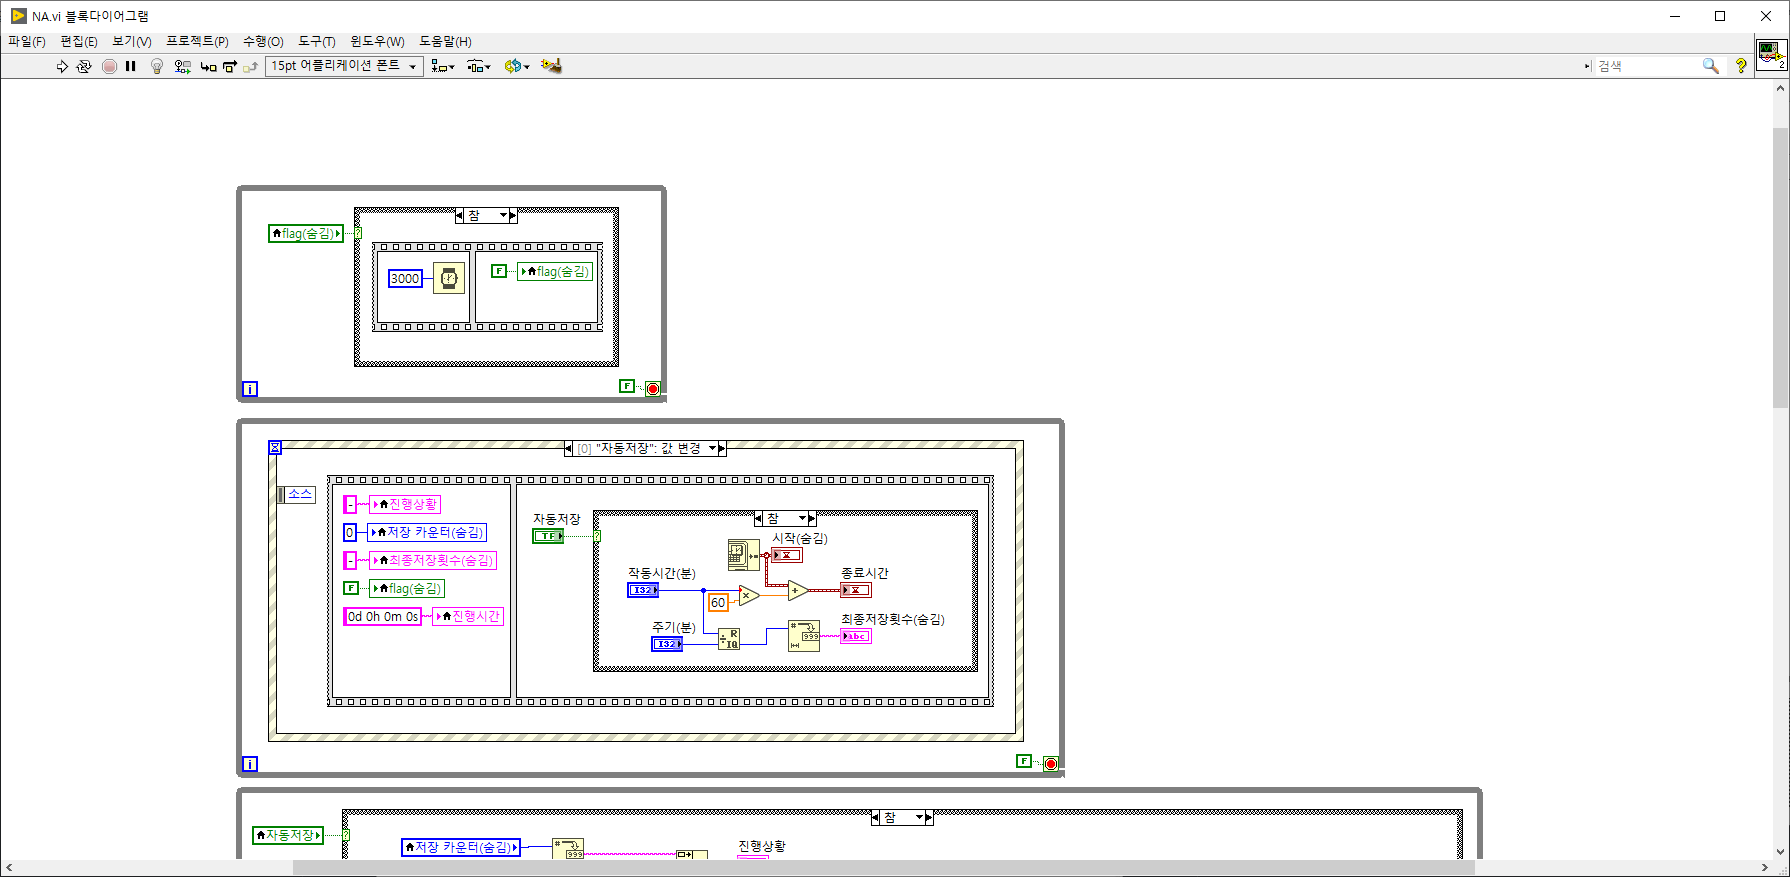 NA.vi 블록다이어그램
파일(F) 편집(E) 보기(V) 프로젝트(P) 수행(O) 도구(T) 윈도우(W) 도움말(H)
15pt 어플리케이션 폰트
검색
?
2
참
flag(숨김)
?
3000
F
flag(숨김)
i
F
[0] "자동저장": 값 변경
소스
-
진행상황
0
저장 카운터(숨김)
-
최종저장횟수(숨김)
F
flag(숨김)
0d 0h 0m 0s
진행시간
자동저장
TF
?
참
시작(숨김)
작동시간(분)
I32
60
×
+
종료시간
주기(분)
I32
R
IQ
#
999
최종저장횟수(숨김)
abc
i
F
참
자동저장
?
저장 카운터(숨김)
#
999
진행상황